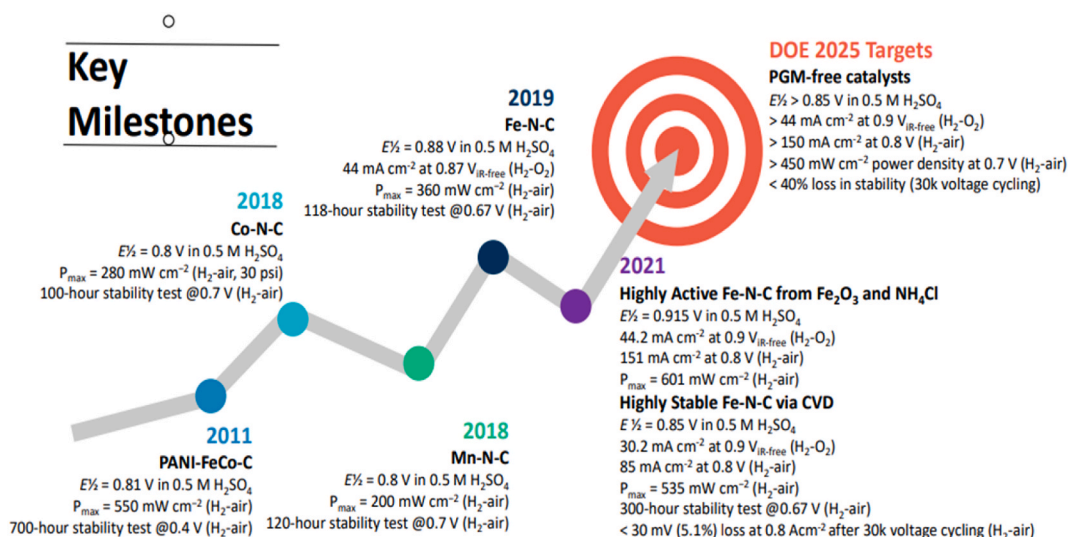 Key
Milestones
2011
PANI-FeCo-C
E½ = 0.81 V in 0.5 M H₂SO₄
Pmax = 550 mW cm⁻² (H₂-air)
700-hour stability test @0.4 V (H₂-air)
2018
Co-N-C
E½ = 0.8 V in 0.5 M H₂SO₄
Pmax = 280 mW cm⁻² (H₂-air, 30 psi)
100-hour stability test @0.7 V (H₂-air)
2018
Mn-N-C
E½ = 0.8 V in 0.5 M H₂SO₄
Pmax = 200 mW cm⁻² (H₂-air)
120-hour stability test @0.7 V (H₂-air)
2019
Fe-N-C
E½ = 0.88 V in 0.5 M H₂SO₄
44 mA cm⁻² at 0.87 ViR-free (H₂-O₂)
Pmax = 360 mW cm⁻² (H₂-air)
118-hour stability test @0.67 V (H₂-air)
2021
Highly Active Fe-N-C from Fe₂O₃ and NH₄Cl
E½ = 0.915 V in 0.5 M H₂SO₄
44.2 mA cm⁻² at 0.9 ViR-free (H₂-O₂)
151 mA cm⁻² at 0.8 V (H₂-air)
Pmax = 601 mW cm⁻² (H₂-air)
Highly Stable Fe-N-C via CVD
E ½ = 0.85 V in 0.5 M H₂SO₄
30.2 mA cm⁻² at 0.9 ViR-free (H₂-O₂)
85 mA cm⁻² at 0.8 V (H₂-air)
Pmax = 535 mW cm⁻² (H₂-air)
300-hour stability test @0.67 V (H₂-air)
< 30 mV (5.1%) loss at 0.8 Acm⁻² after 30k voltage cycling (H₂-air)
DOE 2025 Targets
PGM-free catalysts
E½ > 0.85 V in 0.5 M H₂SO₄
> 44 mA cm⁻² at 0.9 ViR-free (H₂-O₂)
> 150 mA cm⁻² at 0.8 V (H₂-air)
> 450 mW cm⁻² power density at 0.7 V (H₂-air)
< 40% loss in stability (30k voltage cycling)